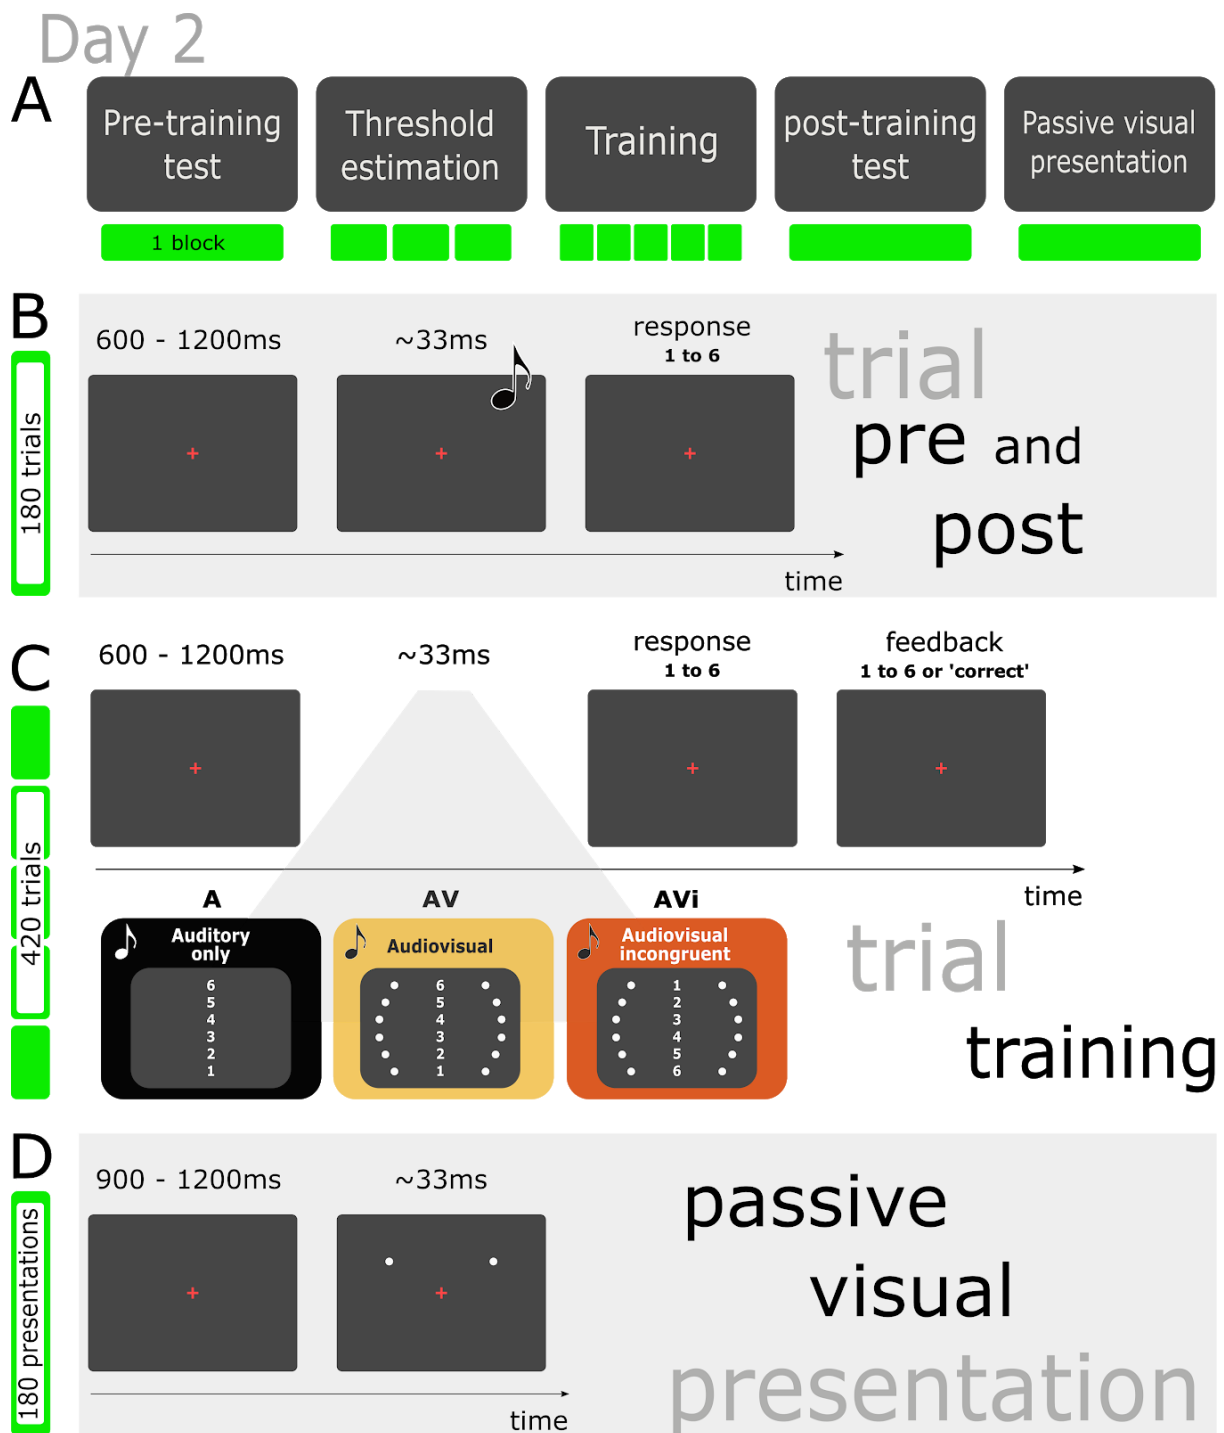 Day 2
A
Pre-training
test
Threshold
estimation
Training
post-training
test
Passive visual
presentation
1 block
B
180 trials
600 - 1200ms
~33ms
response
1 to 6
trial
pre and
post
time
C
420 trials
600 - 1200ms
~33ms
response
1 to 6
feedback
1 to 6 or 'correct'
time
A
AV
AVi
Auditory
only
6
5
4
3
2
1
Audiovisual
6
5
4
3
2
1
Audiovisual
incongruent
1
2
3
4
5
6
trial
training
D
180 presentations
900 - 1200ms
~33ms
time
passive
visual
presentation